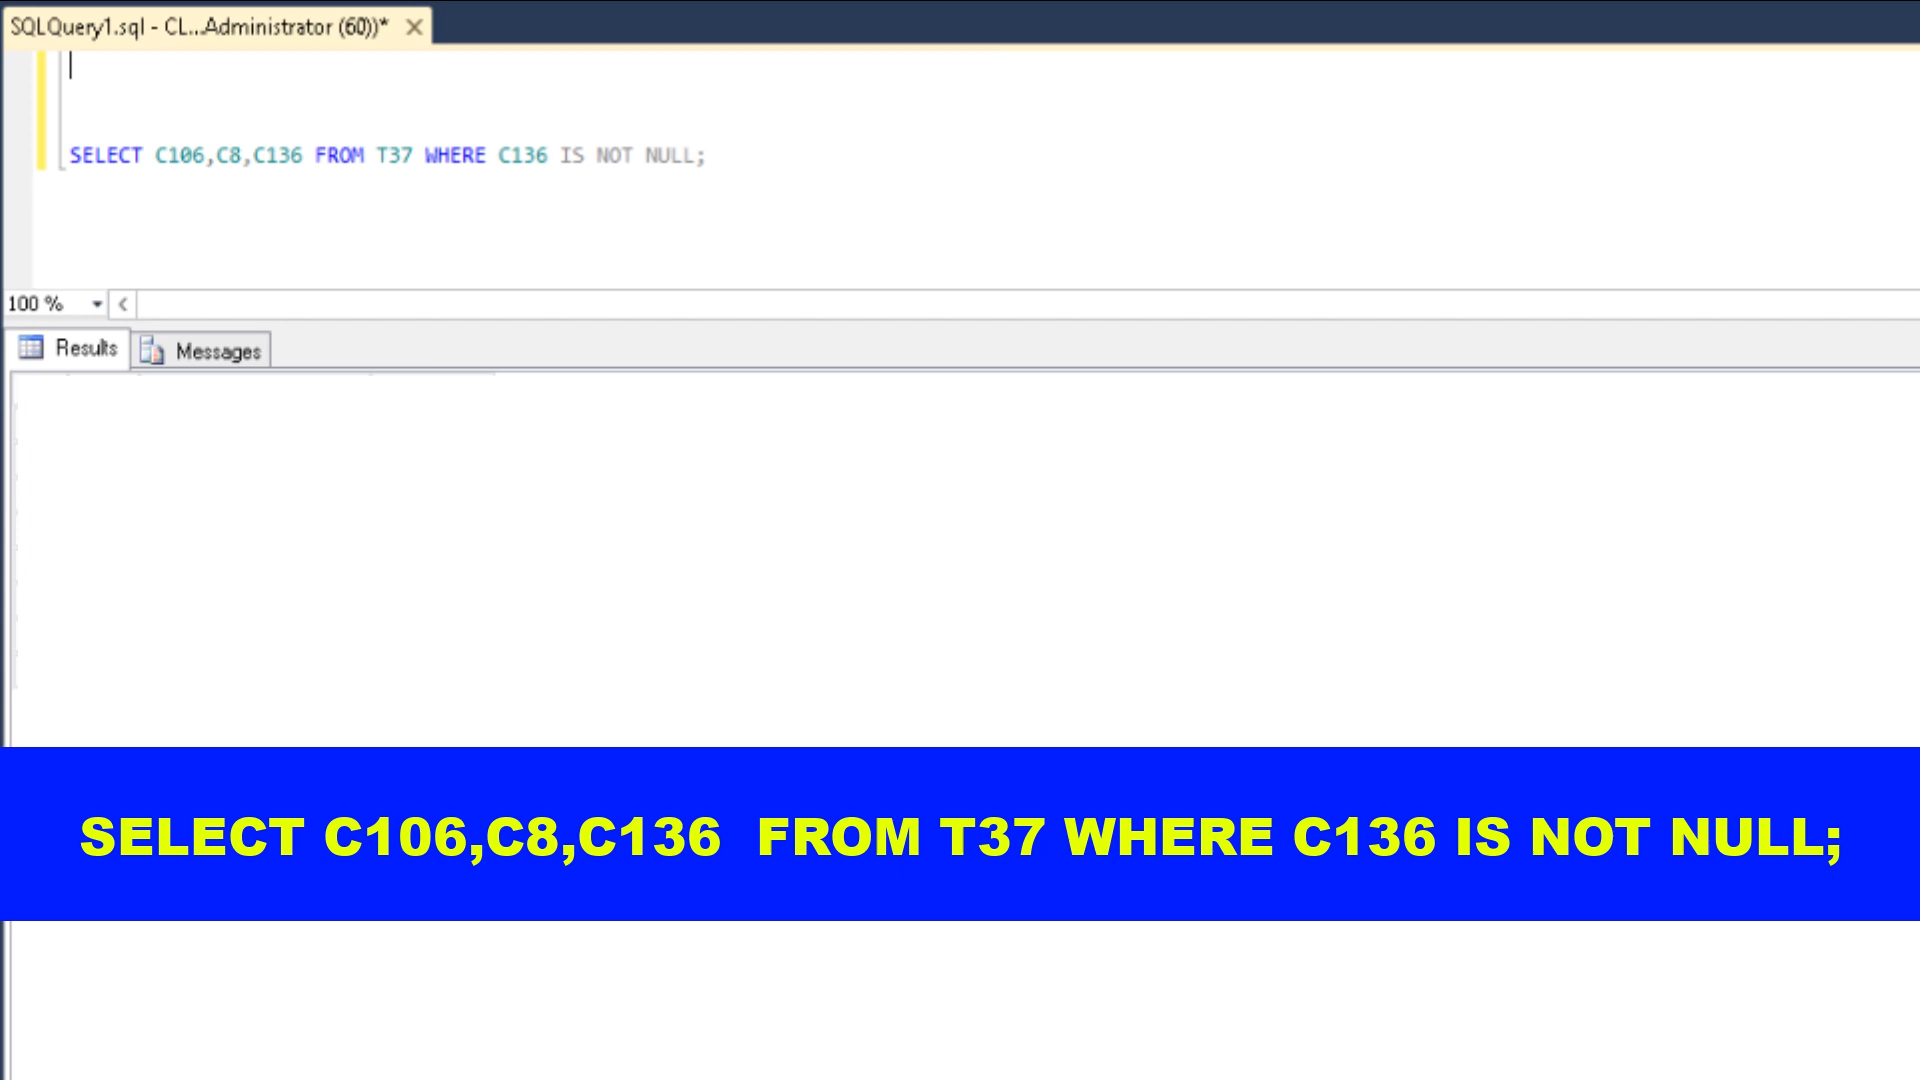 SQLQuery1.sql - CL...Administrator (60))*
SELECT C106,C8,C136 FROM T37 WHERE C136 IS NOT NULL;
100 %
Results
Messages
SELECT C106,C8,C136 FROM T37 WHERE C136 IS NOT NULL;